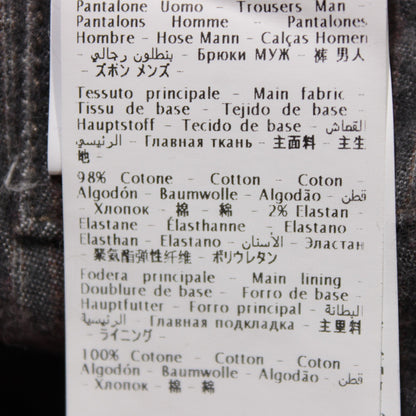 Pantalone Uomo - Trousers Man -
Pantalons Homme - Pantalones
Hombre - Hose Mann - Calças Homen
- بنطلون رجالي - Брюки МУЖ - 裤 男人
- ズボン メンズ -
Tessuto principale - Main fabric -
Tissu de base - Tejido de base -
Hauptstoff - Tecido de base - القماش
الرئيسي - Главная ткань - 主面料 - 主生
地 -
98% Cotone - Cotton - Coton -
Algodón - Baumwolle - Algodão - قطن
- Хлопок - 棉 - 綿 - 2% Elastan -
Elastane - Élasthanne - Elastano -
Elasthan - Elastano - الأستان - Эластан
- 聚氨酯弹性纤维 - ポリウレタン
Fodera principale - Main lining -
Doublure de base - Forro de base -
Hauptfutter - Forro principal - البطانة
الرئيسية - Главная подкладка - 主里料
- ライニング -
100% Cotone - Cotton - Coton -
Algodón - Baumwolle - Algodão - قطن
- Хлопок - 棉 - 綿 -